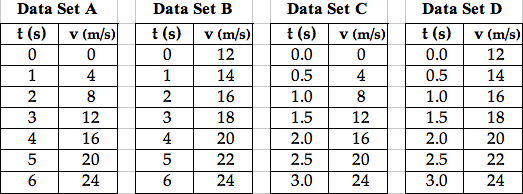 Data Set A Data Set B Data Set C Data Set D
t (s) v (m/s) t (s) v (m/s) t (s) v (m/s) t (s) v (m/s)
0 0 0 12 0.0 0 0.0 12
1 4 1 14 0.5 4 0.5 14
2 8 2 16 1.0 8 1.0 16
3 12 3 18 1.5 12 1.5 18
4 16 4 20 2.0 16 2.0 20
5 20 5 22 2.5 20 2.5 22
6 24 6 24 3.0 24 3.0 24